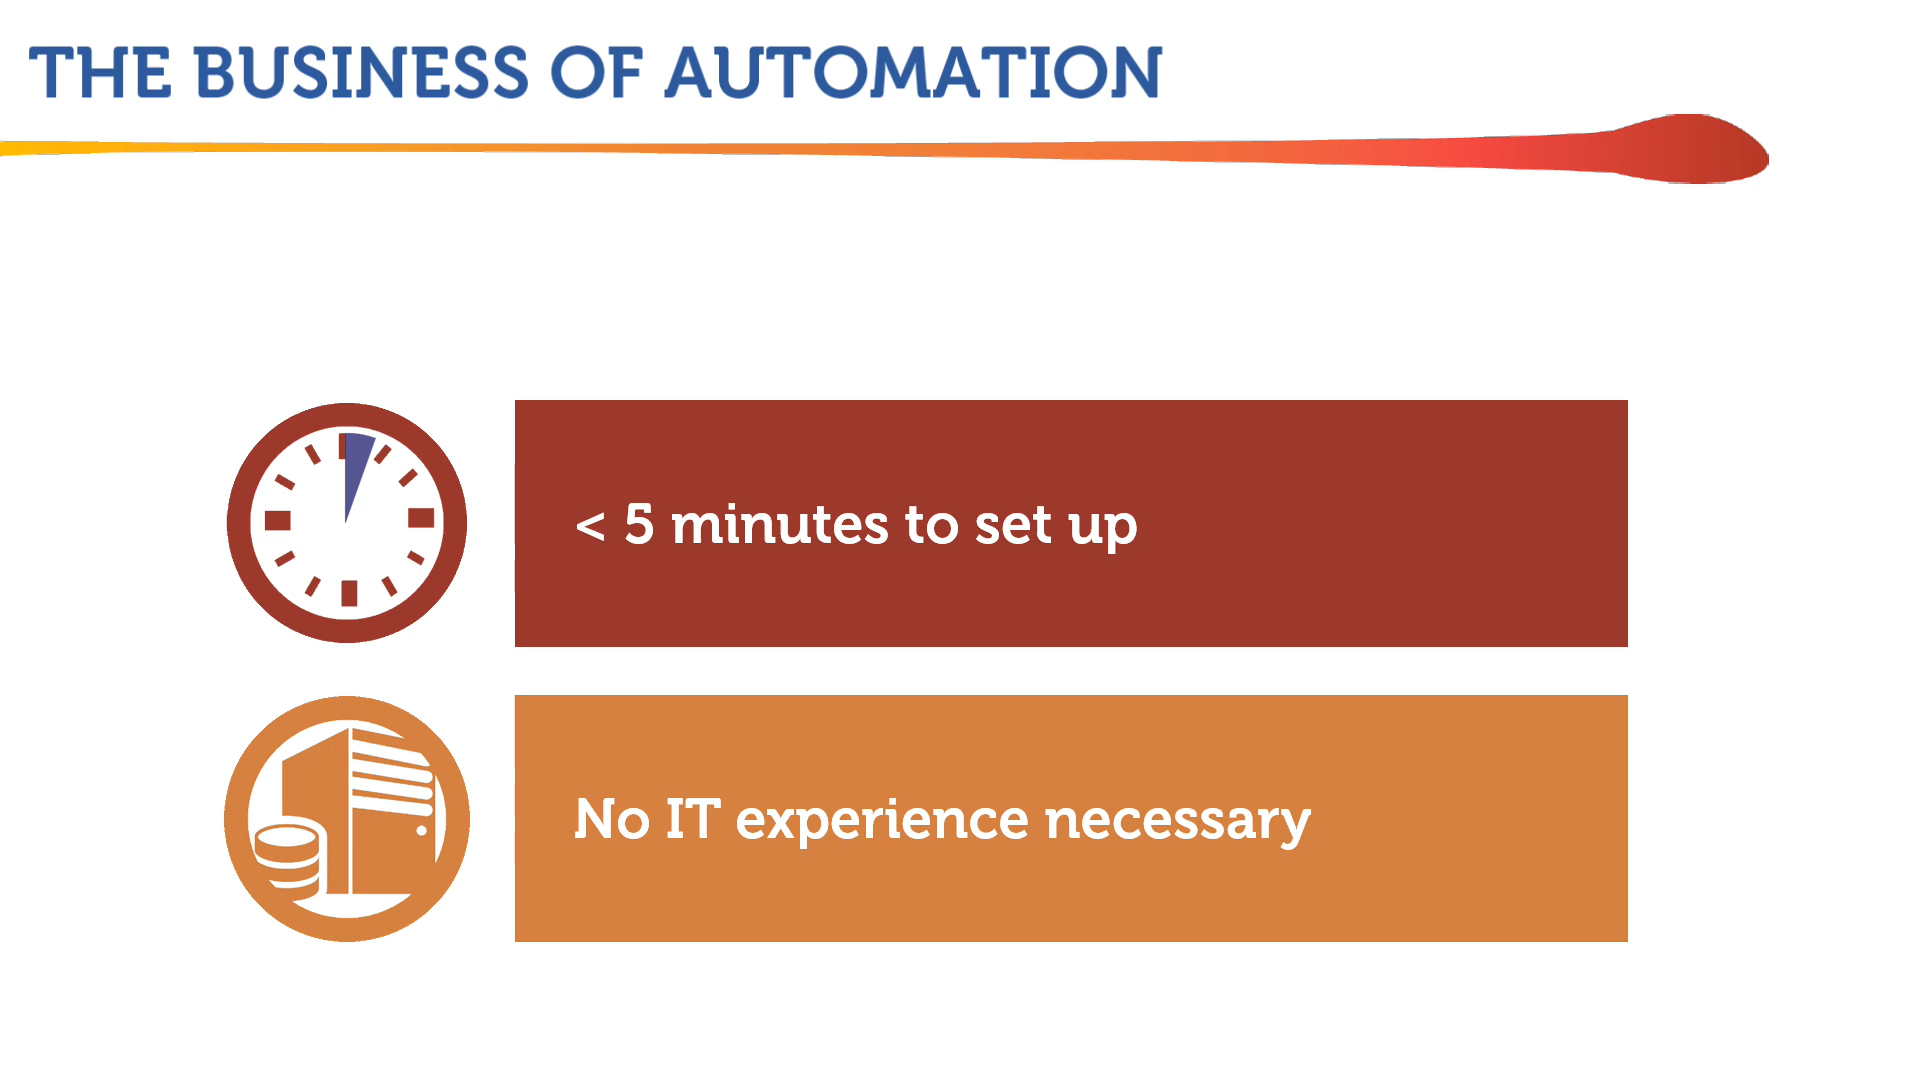 THE BUSINESS OF AUTOMATION
< 5 minutes to set up
No IT experience necessary